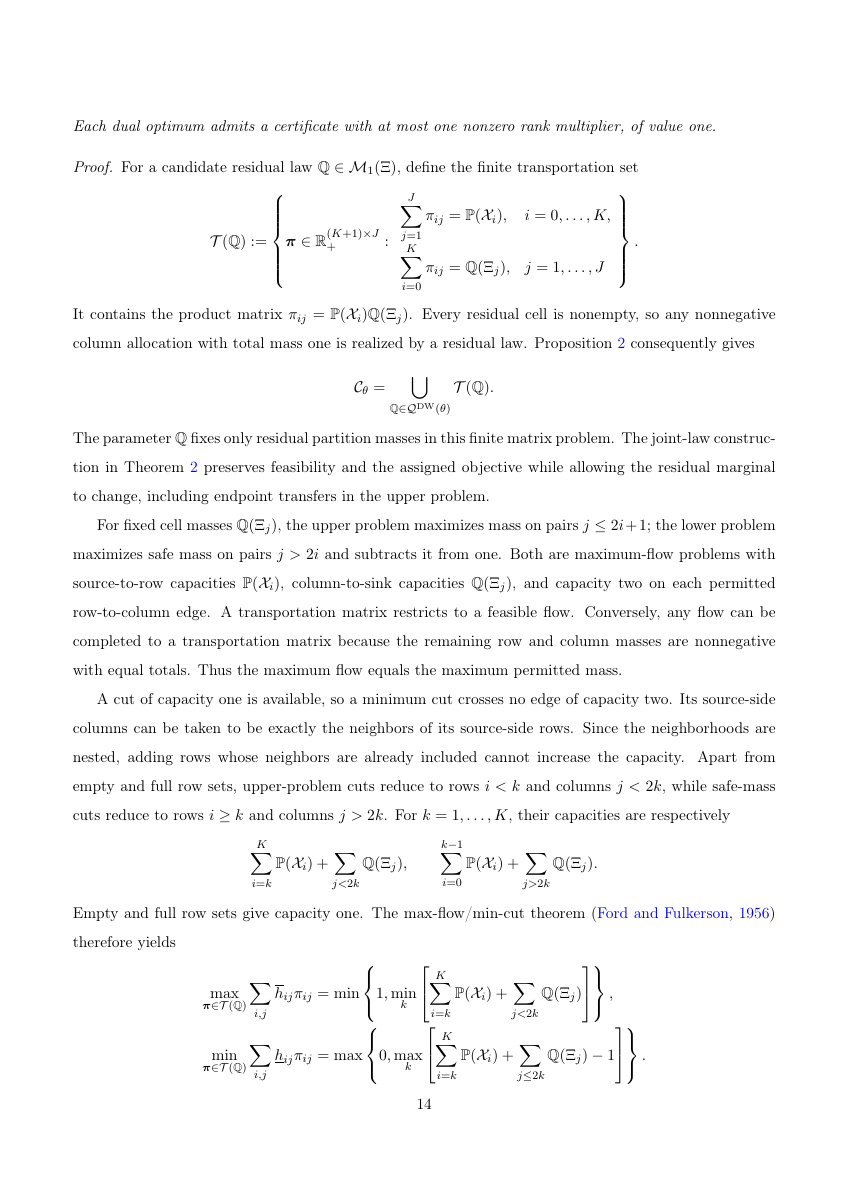 Each dual optimum admits a certificate with at most one nonzero rank multiplier, of value one.
Proof. For a candidate residual law ℚ ∈ ℳ₁(Ξ), define the finite transportation set
𝒯(ℚ) := { π ∈ ℝ₊^{(K+1)×J} : ∑_{j=1}^{J} π_{ij} = ℙ(𝒳_i), i = 0, . . . , K,
∑_{i=0}^{K} π_{ij} = ℚ(Ξ_j), j = 1, . . . , J } .
It contains the product matrix π_{ij} = ℙ(𝒳_i)ℚ(Ξ_j). Every residual cell is nonempty, so any nonnegative
column allocation with total mass one is realized by a residual law. Proposition 2 consequently gives
𝒞_θ = ⋃_{ℚ∈𝒬^{DW}(θ)} 𝒯(ℚ).
The parameter ℚ fixes only residual partition masses in this finite matrix problem. The joint-law construc-
tion in Theorem 2 preserves feasibility and the assigned objective while allowing the residual marginal
to change, including endpoint transfers in the upper problem.
For fixed cell masses ℚ(Ξ_j), the upper problem maximizes mass on pairs j ≤ 2i+1; the lower problem
maximizes safe mass on pairs j > 2i and subtracts it from one. Both are maximum-flow problems with
source-to-row capacities ℙ(𝒳_i), column-to-sink capacities ℚ(Ξ_j), and capacity two on each permitted
row-to-column edge. A transportation matrix restricts to a feasible flow. Conversely, any flow can be
completed to a transportation matrix because the remaining row and column masses are nonnegative
with equal totals. Thus the maximum flow equals the maximum permitted mass.
A cut of capacity one is available, so a minimum cut crosses no edge of capacity two. Its source-side
columns can be taken to be exactly the neighbors of its source-side rows. Since the neighborhoods are
nested, adding rows whose neighbors are already included cannot increase the capacity. Apart from
empty and full row sets, upper-problem cuts reduce to rows i < k and columns j < 2k, while safe-mass
cuts reduce to rows i ≥ k and columns j > 2k. For k = 1, . . . , K, their capacities are respectively
∑_{i=k}^{K} ℙ(𝒳_i) + ∑_{j<2k} ℚ(Ξ_j), ∑_{i=0}^{k−1} ℙ(𝒳_i) + ∑_{j>2k} ℚ(Ξ_j).
Empty and full row sets give capacity one. The max-flow/min-cut theorem (Ford and Fulkerson, 1956)
therefore yields
max_{π∈𝒯(ℚ)} ∑_{i,j} h̅_{ij}π_{ij} = min { 1, min_k [ ∑_{i=k}^{K} ℙ(𝒳_i) + ∑_{j<2k} ℚ(Ξ_j) ] } ,
min_{π∈𝒯(ℚ)} ∑_{i,j} h̲_{ij}π_{ij} = max { 0, max_k [ ∑_{i=k}^{K} ℙ(𝒳_i) + ∑_{j≤2k} ℚ(Ξ_j) − 1 ] } .
14